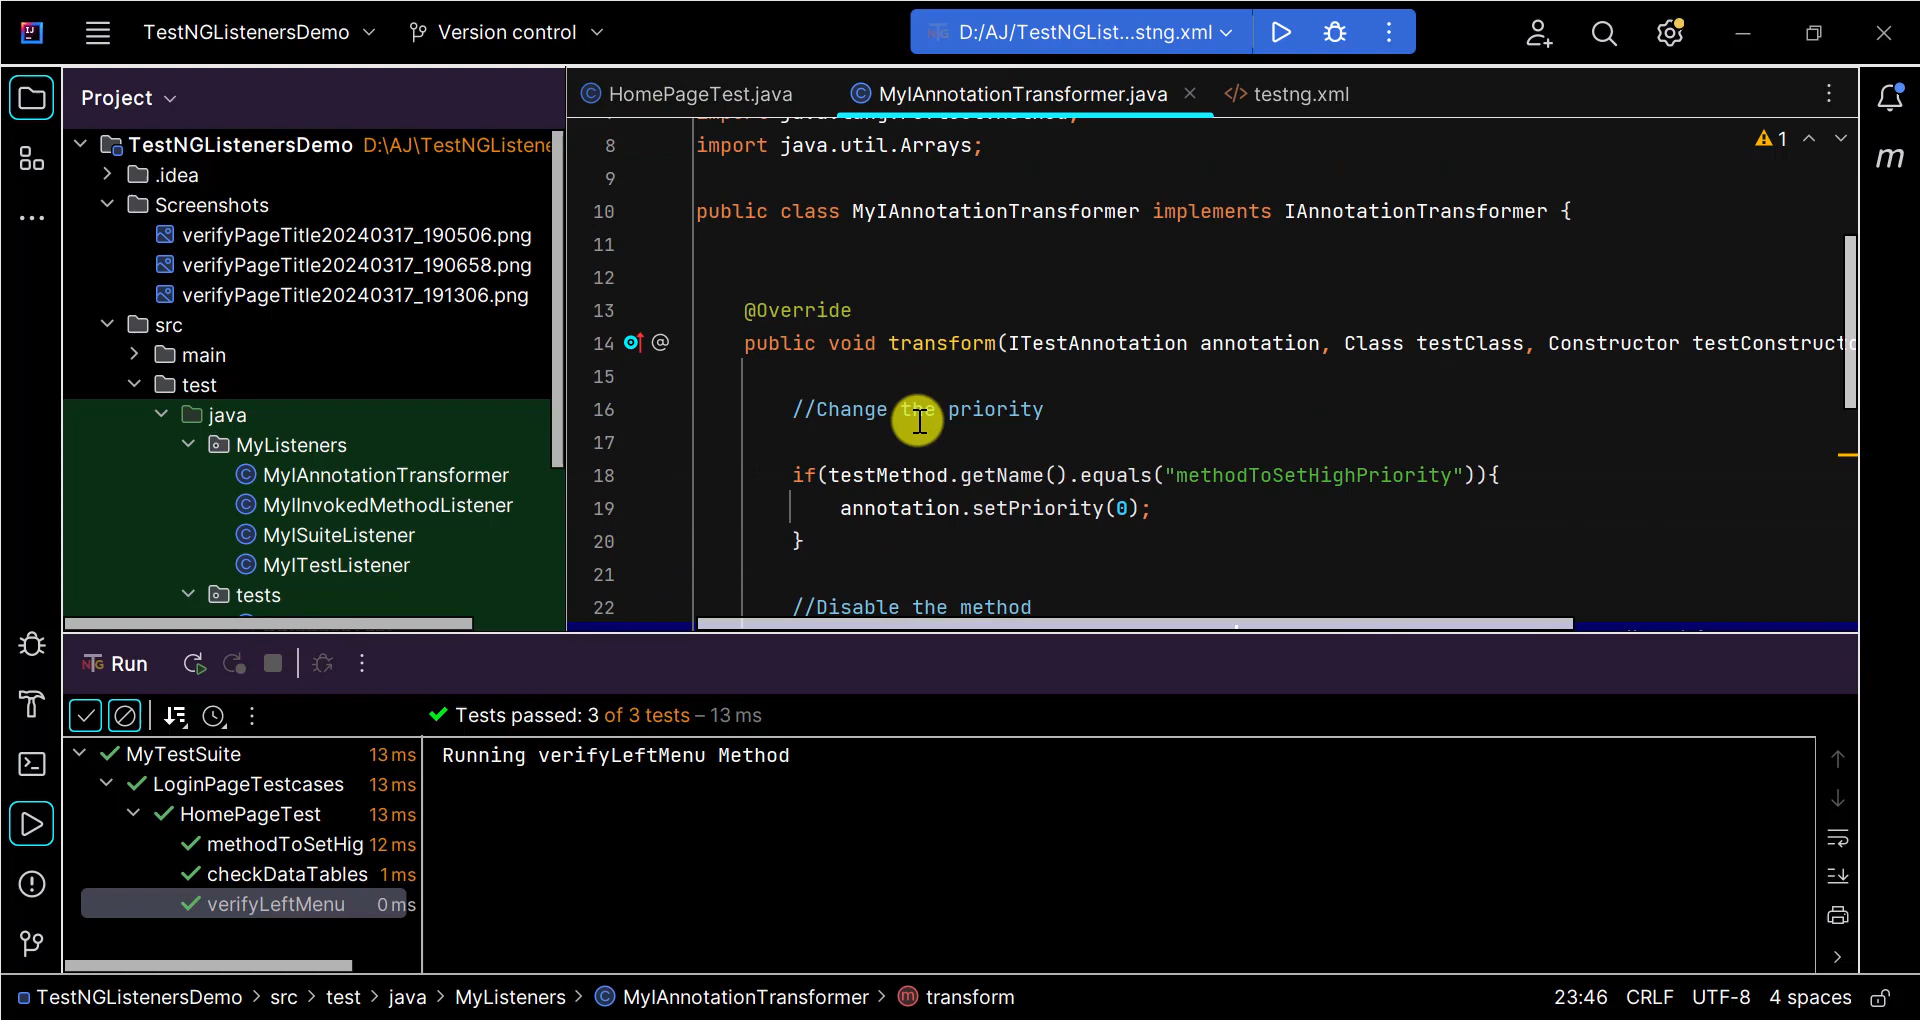 TestNGListenersDemo
Version control
D:/AJ/TestNGList...stng.xml
Project
HomePageTest.java
MyIAnnotationTransformer.java
</> testng.xml
TestNGListenersDemo D:\AJ\TestNGListene
.idea
Screenshots
verifyPageTitle20240317_190506.png
verifyPageTitle20240317_190658.png
verifyPageTitle20240317_191306.png
src
main
test
java
MyListeners
MyIAnnotationTransformer
MyIInvokedMethodListener
MyISuiteListener
MyITestListener
tests
1
8 import java.util.Arrays;
9
10 public class MyIAnnotationTransformer implements IAnnotationTransformer {
11
12
13 @Override
14 public void transform(ITestAnnotation annotation, Class testClass, Constructor testConstructo
15
16 //Change the priority
17
18 if(testMethod.getName().equals("methodToSetHighPriority")){
19 annotation.setPriority(0);
20 }
21
22 //Disable the method
m
Run
Tests passed: 3 of 3 tests – 13 ms
MyTestSuite 13 ms
LoginPageTestcases 13 ms
HomePageTest 13 ms
methodToSetHig 12 ms
checkDataTables 1 ms
verifyLeftMenu 0 ms
Running verifyLeftMenu Method
TestNGListenersDemo > src > test > java > MyListeners > MyIAnnotationTransformer > transform
23:46 CRLF UTF-8 4 spaces